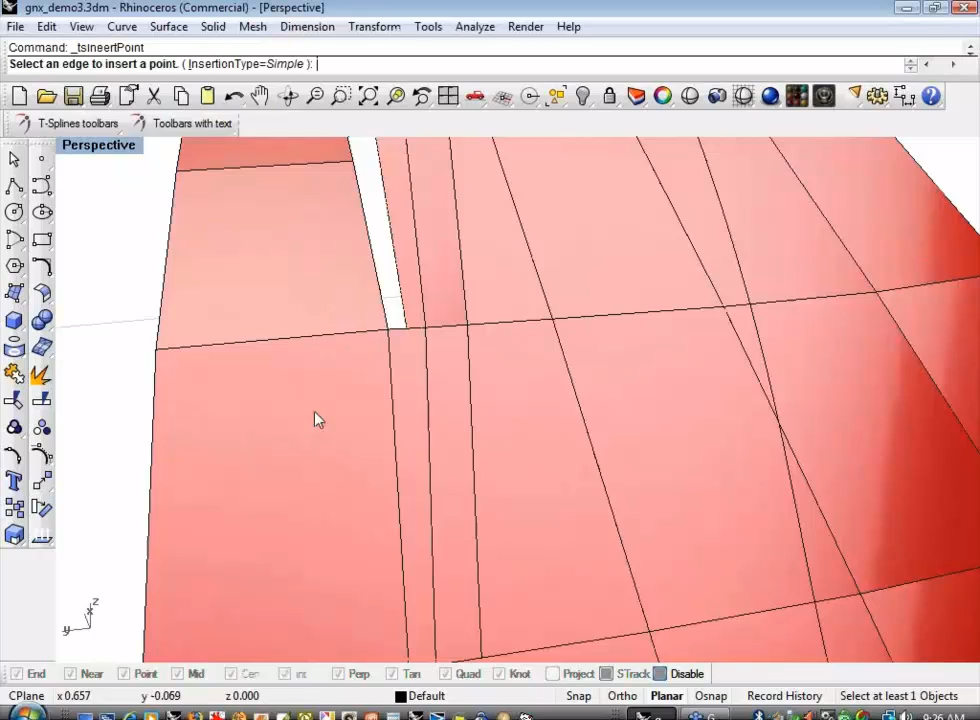 gnx_demo3.3dm - Rhinoceros (Commercial) - [Perspective]
File Edit View Curve Surface Solid Mesh Dimension Transform Tools Analyze Render Help
Command: _tsInsertPoint
Select an edge to insert a point. ( InsertionType=Simple ):
T-Splines toolbars Toolbars with text
Perspective
z
x
y
End Near Point Mid Cen Int Perp Tan Quad Knot Project STrack Disable
CPlane x 0.657 y -0.069 z 0.000 Default Snap Ortho Planar Osnap Record History Select at least 1 Objects
9:26 AM